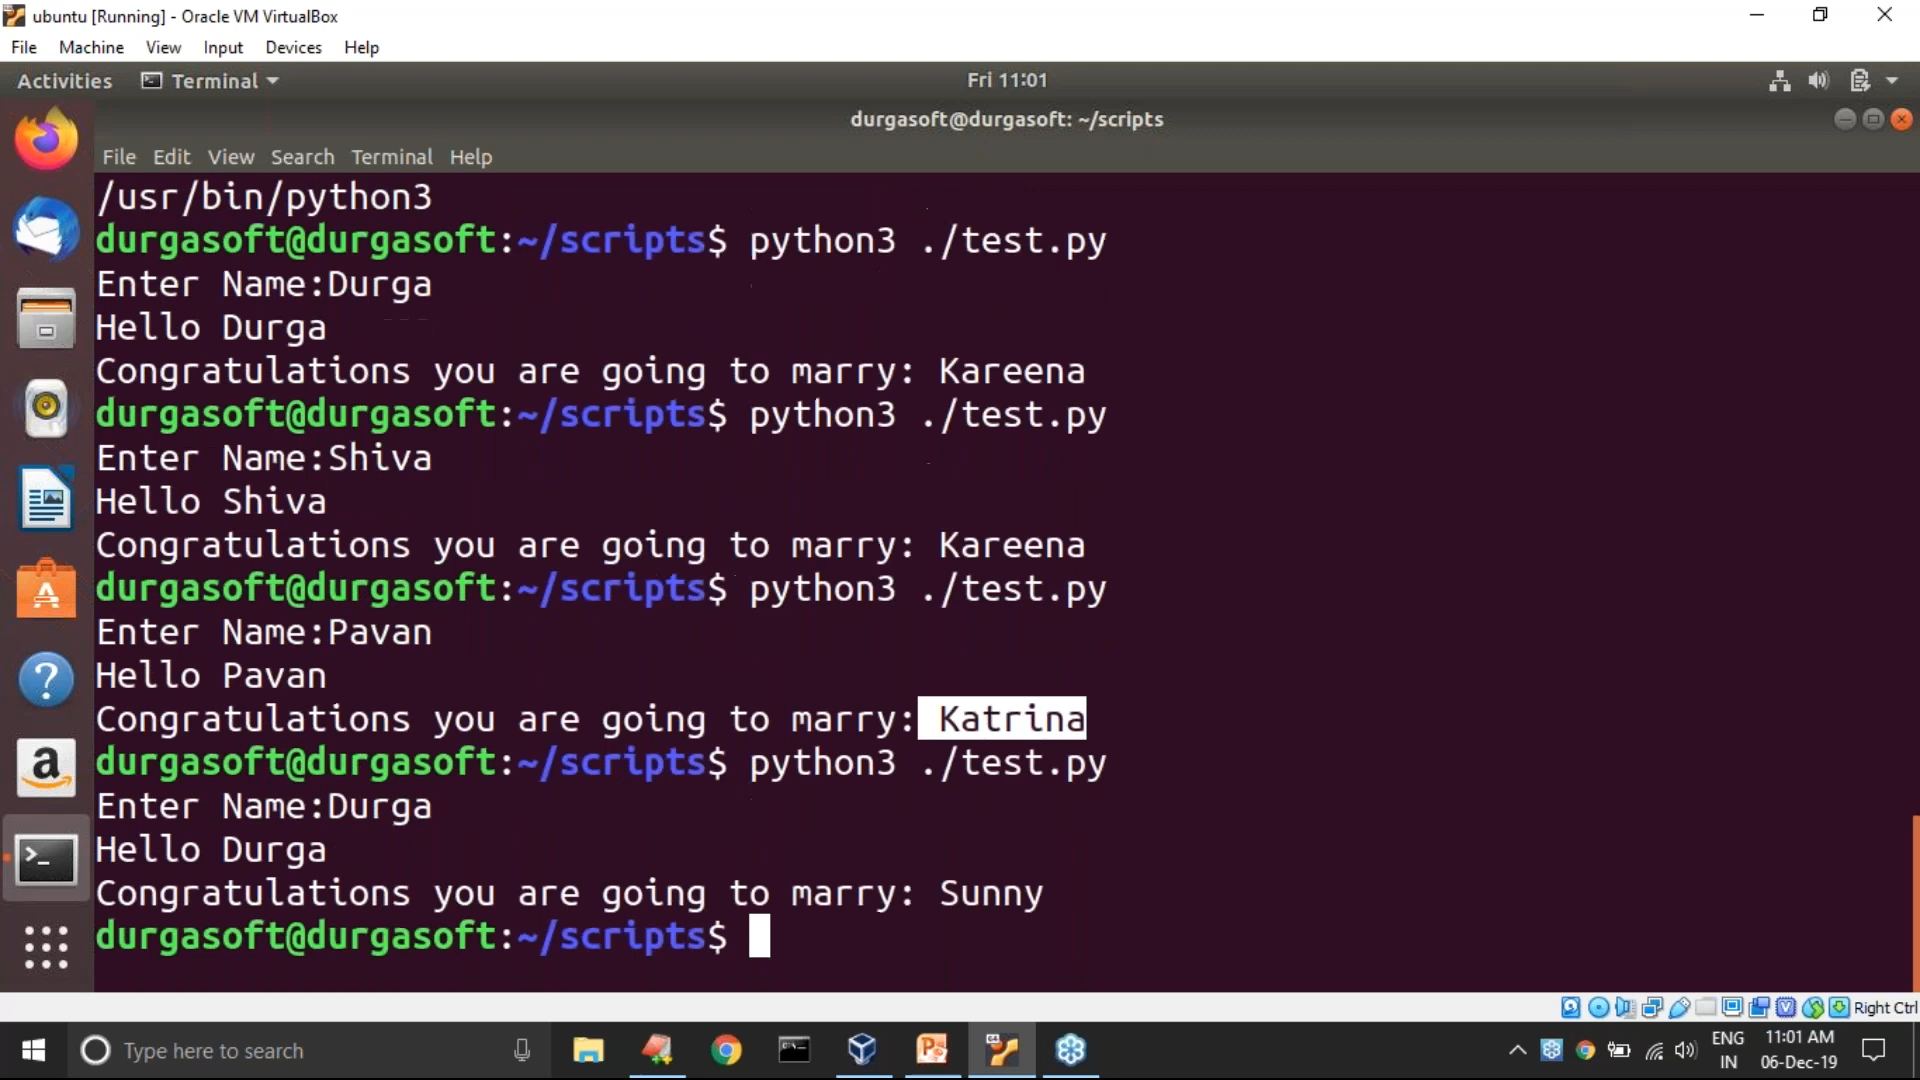 ubuntu [Running] - Oracle VM VirtualBox
File Machine View Input Devices Help
Activities Terminal Fri 11:01
durgasoft@durgasoft: ~/scripts
File Edit View Search Terminal Help
/usr/bin/python3
durgasoft@durgasoft:~/scripts$ python3 ./test.py
Enter Name:Durga
Hello Durga
Congratulations you are going to marry: Kareena
durgasoft@durgasoft:~/scripts$ python3 ./test.py
Enter Name:Shiva
Hello Shiva
Congratulations you are going to marry: Kareena
durgasoft@durgasoft:~/scripts$ python3 ./test.py
Enter Name:Pavan
Hello Pavan
Congratulations you are going to marry: Katrina
durgasoft@durgasoft:~/scripts$ python3 ./test.py
Enter Name:Durga
Hello Durga
Congratulations you are going to marry: Sunny
durgasoft@durgasoft:~/scripts$
Right Ctrl
Type here to search
ENG 11:01 AM
IN 06-Dec-19